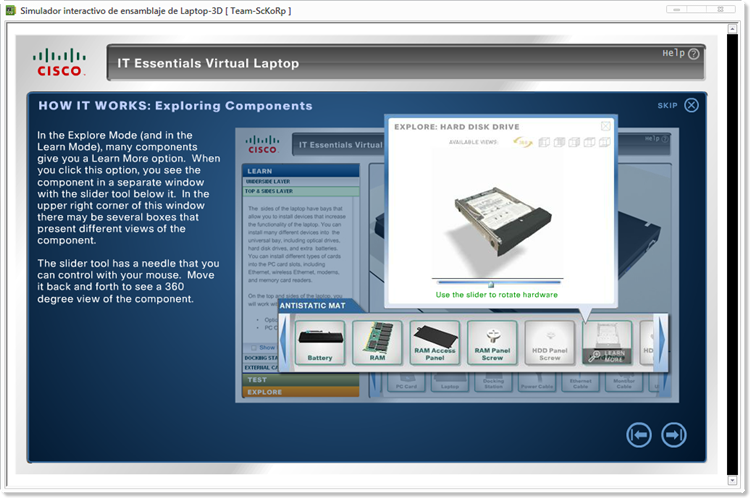 Simulador interactivo de ensamblaje de Laptop-3D [ Team-ScKoRp ]
CISCO.
IT Essentials Virtual Laptop
Help ?
HOW IT WORKS: Exploring Components
SKIP
In the Explore Mode (and in the
Learn Mode), many components
give you a Learn More option. When
you click this option, you see the
component in a separate window
with the slider tool below it. In the
upper right corner of this window
there may be several boxes that
present different views of the
component.
The slider tool has a needle that you
can control with your mouse. Move
it back and forth to see a 360
degree view of the component.
CISCO.
IT Essentials Virtual
Help
LEARN
UNDERSIDE LAYER
TOP & SIDES LAYER
The sides of the laptop have bays that
allow you to install devices that increase
the functionality of the laptop. You can
install many different devices into the
universal bay, including optical drives,
hard drives, and extra batteries.
You can install different types of cards
into the PC card slots, including
Ethernet, wireless Ethernet, modems,
and memory card readers.
On the top and sides of the laptop, you
will work wi
• Optic
• PC C
Show
DOCKING STA
EXTERNAL CA
TEST
EXPLORE
EXPLORE: HARD DISK DRIVE
AVAILABLE VIEWS:
Use the slider to rotate hardware
ANTISTATIC MAT
Battery
RAM
RAM Access
Panel
RAM Panel
Screw
HDD Panel
Screw
LEARN
MORE
HD
PC Card
Laptop
Docking
Station
Power Cable
Ethernet
Cable
Monitor
Cable